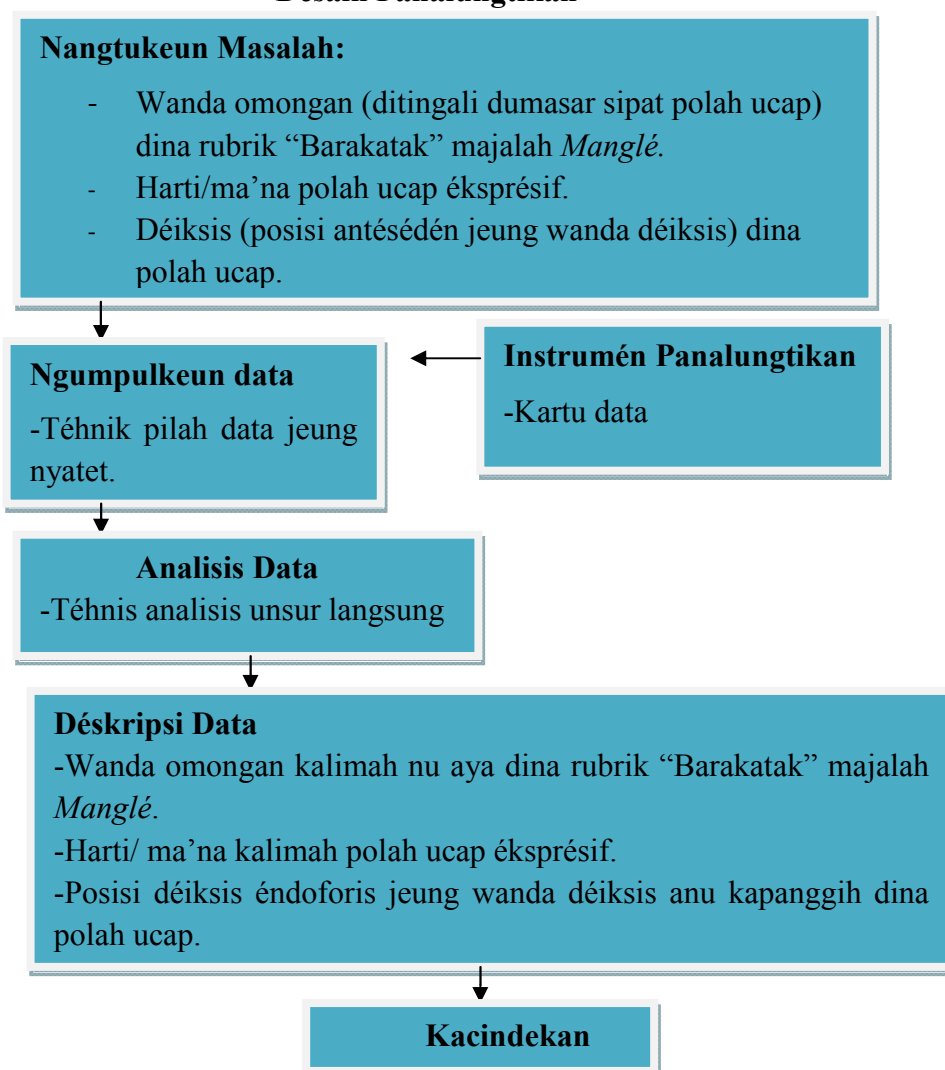 Desain Panalungtikan
Nangtukeun Masalah:
- Wanda omongan (ditingali dumasar sipat polah ucap)
dina rubrik “Barakatak” majalah Manglé.
- Harti/ma’na polah ucap éksprésif.
- Déiksis (posisi antésédén jeung wanda déiksis) dina
polah ucap.
Ngumpulkeun data
-Téhnik pilah data jeung
nyatet.
Instrumén Panalungtikan
-Kartu data
Analisis Data
-Téhnis analisis unsur langsung
Déskripsi Data
-Wanda omongan kalimah nu aya dina rubrik “Barakatak” majalah
Manglé.
-Harti/ ma’na kalimah polah ucap éksprésif.
-Posisi déiksis éndoforis jeung wanda déiksis anu kapanggih dina
polah ucap.
Kacindekan